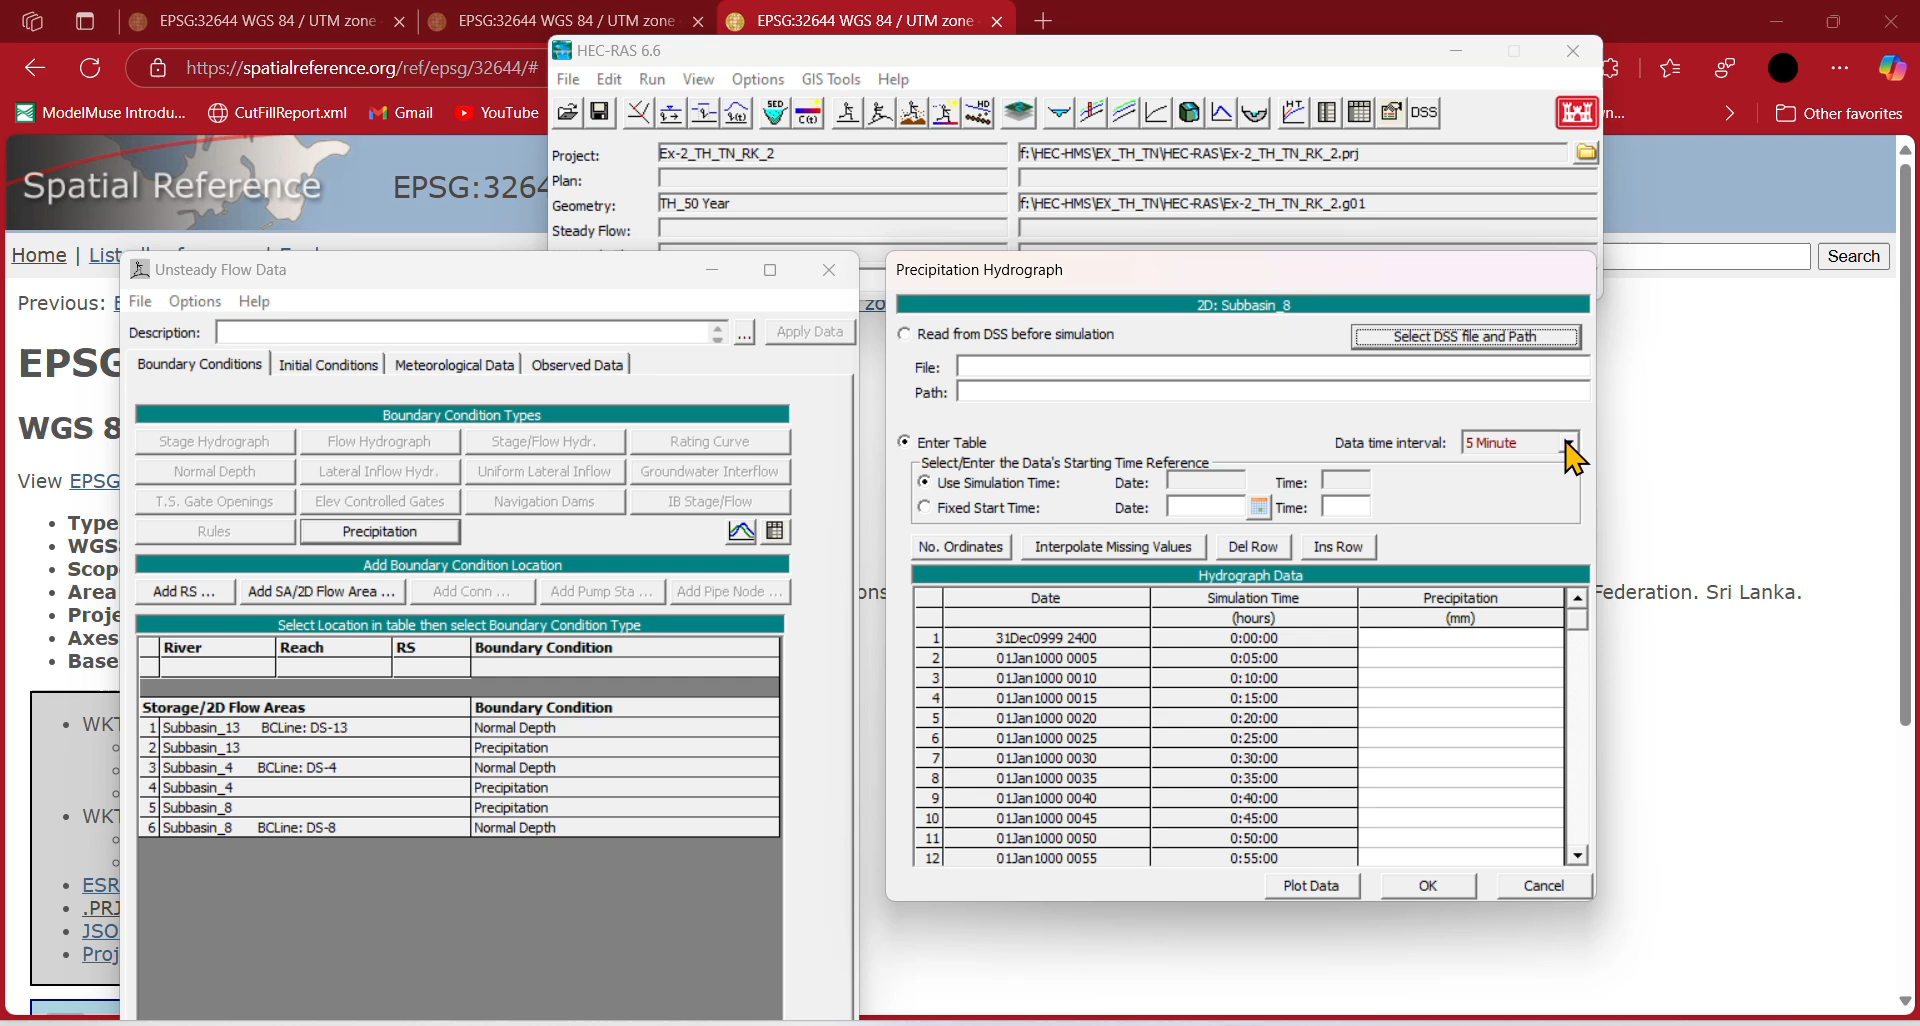 EPSG:32644 WGS 84 / UTM zone
EPSG:32644 WGS 84 / UTM zone
EPSG:32644 WGS 84 / UTM zone
https://spatialreference.org/ref/epsg/32644/#
ModelMuse Introdu...
CutFillReport.xml
Gmail
YouTube
Other favorites
Spatial Reference
EPSG:3264
Home |
Search
Previous:
EPSG
WGS 8
View EPSG
• Type
• WGS
• Scop
• Area
Federation. Sri Lanka.
• Proje
• Axes
• Base
• WKT
• WKT
• ESR
• .PRJ
• JSO
• Proj
HEC-RAS 6.6
File Edit Run View Options GIS Tools Help
SED
C(t)
HD
HT
DSS
Project: Ex-2_TH_TN_RK_2 f:\HEC-HMS\EX_TH_TN\HEC-RAS\Ex-2_TH_TN_RK_2.prj
Plan:
Geometry: TH_50 Year f:\HEC-HMS\EX_TH_TN\HEC-RAS\Ex-2_TH_TN_RK_2.g01
Steady Flow:
Unsteady Flow Data
File Options Help
Description: ... Apply Data
Boundary Conditions Initial Conditions Meteorological Data Observed Data
Boundary Condition Types
Stage Hydrograph Flow Hydrograph Stage/Flow Hydr. Rating Curve
Normal Depth Lateral Inflow Hydr. Uniform Lateral Inflow Groundwater Interflow
T.S. Gate Openings Elev Controlled Gates Navigation Dams IB Stage/Flow
Rules Precipitation
Add Boundary Condition Location
Add RS ... Add SA/2D Flow Area ... Add Conn ... Add Pump Sta ... Add Pipe Node ...
Select Location in table then select Boundary Condition Type
River Reach RS Boundary Condition
Storage/2D Flow Areas Boundary Condition
1 Subbasin_13 BCLine: DS-13 Normal Depth
2 Subbasin_13 Precipitation
3 Subbasin_4 BCLine: DS-4 Normal Depth
4 Subbasin_4 Precipitation
5 Subbasin_8 Precipitation
6 Subbasin_8 BCLine: DS-8 Normal Depth
Precipitation Hydrograph
2D: Subbasin_8
Read from DSS before simulation Select DSS file and Path
File:
Path:
Enter Table Data time interval: 5 Minute
Select/Enter the Data's Starting Time Reference
Use Simulation Time: Date: Time:
Fixed Start Time: Date: Time:
No. Ordinates Interpolate Missing Values Del Row Ins Row
Hydrograph Data
Date Simulation Time Precipitation
(hours) (mm)
1 31Dec0999 2400 0:00:00
2 01Jan1000 0005 0:05:00
3 01Jan1000 0010 0:10:00
4 01Jan1000 0015 0:15:00
5 01Jan1000 0020 0:20:00
6 01Jan1000 0025 0:25:00
7 01Jan1000 0030 0:30:00
8 01Jan1000 0035 0:35:00
9 01Jan1000 0040 0:40:00
10 01Jan1000 0045 0:45:00
11 01Jan1000 0050 0:50:00
12 01Jan1000 0055 0:55:00
Plot Data OK Cancel